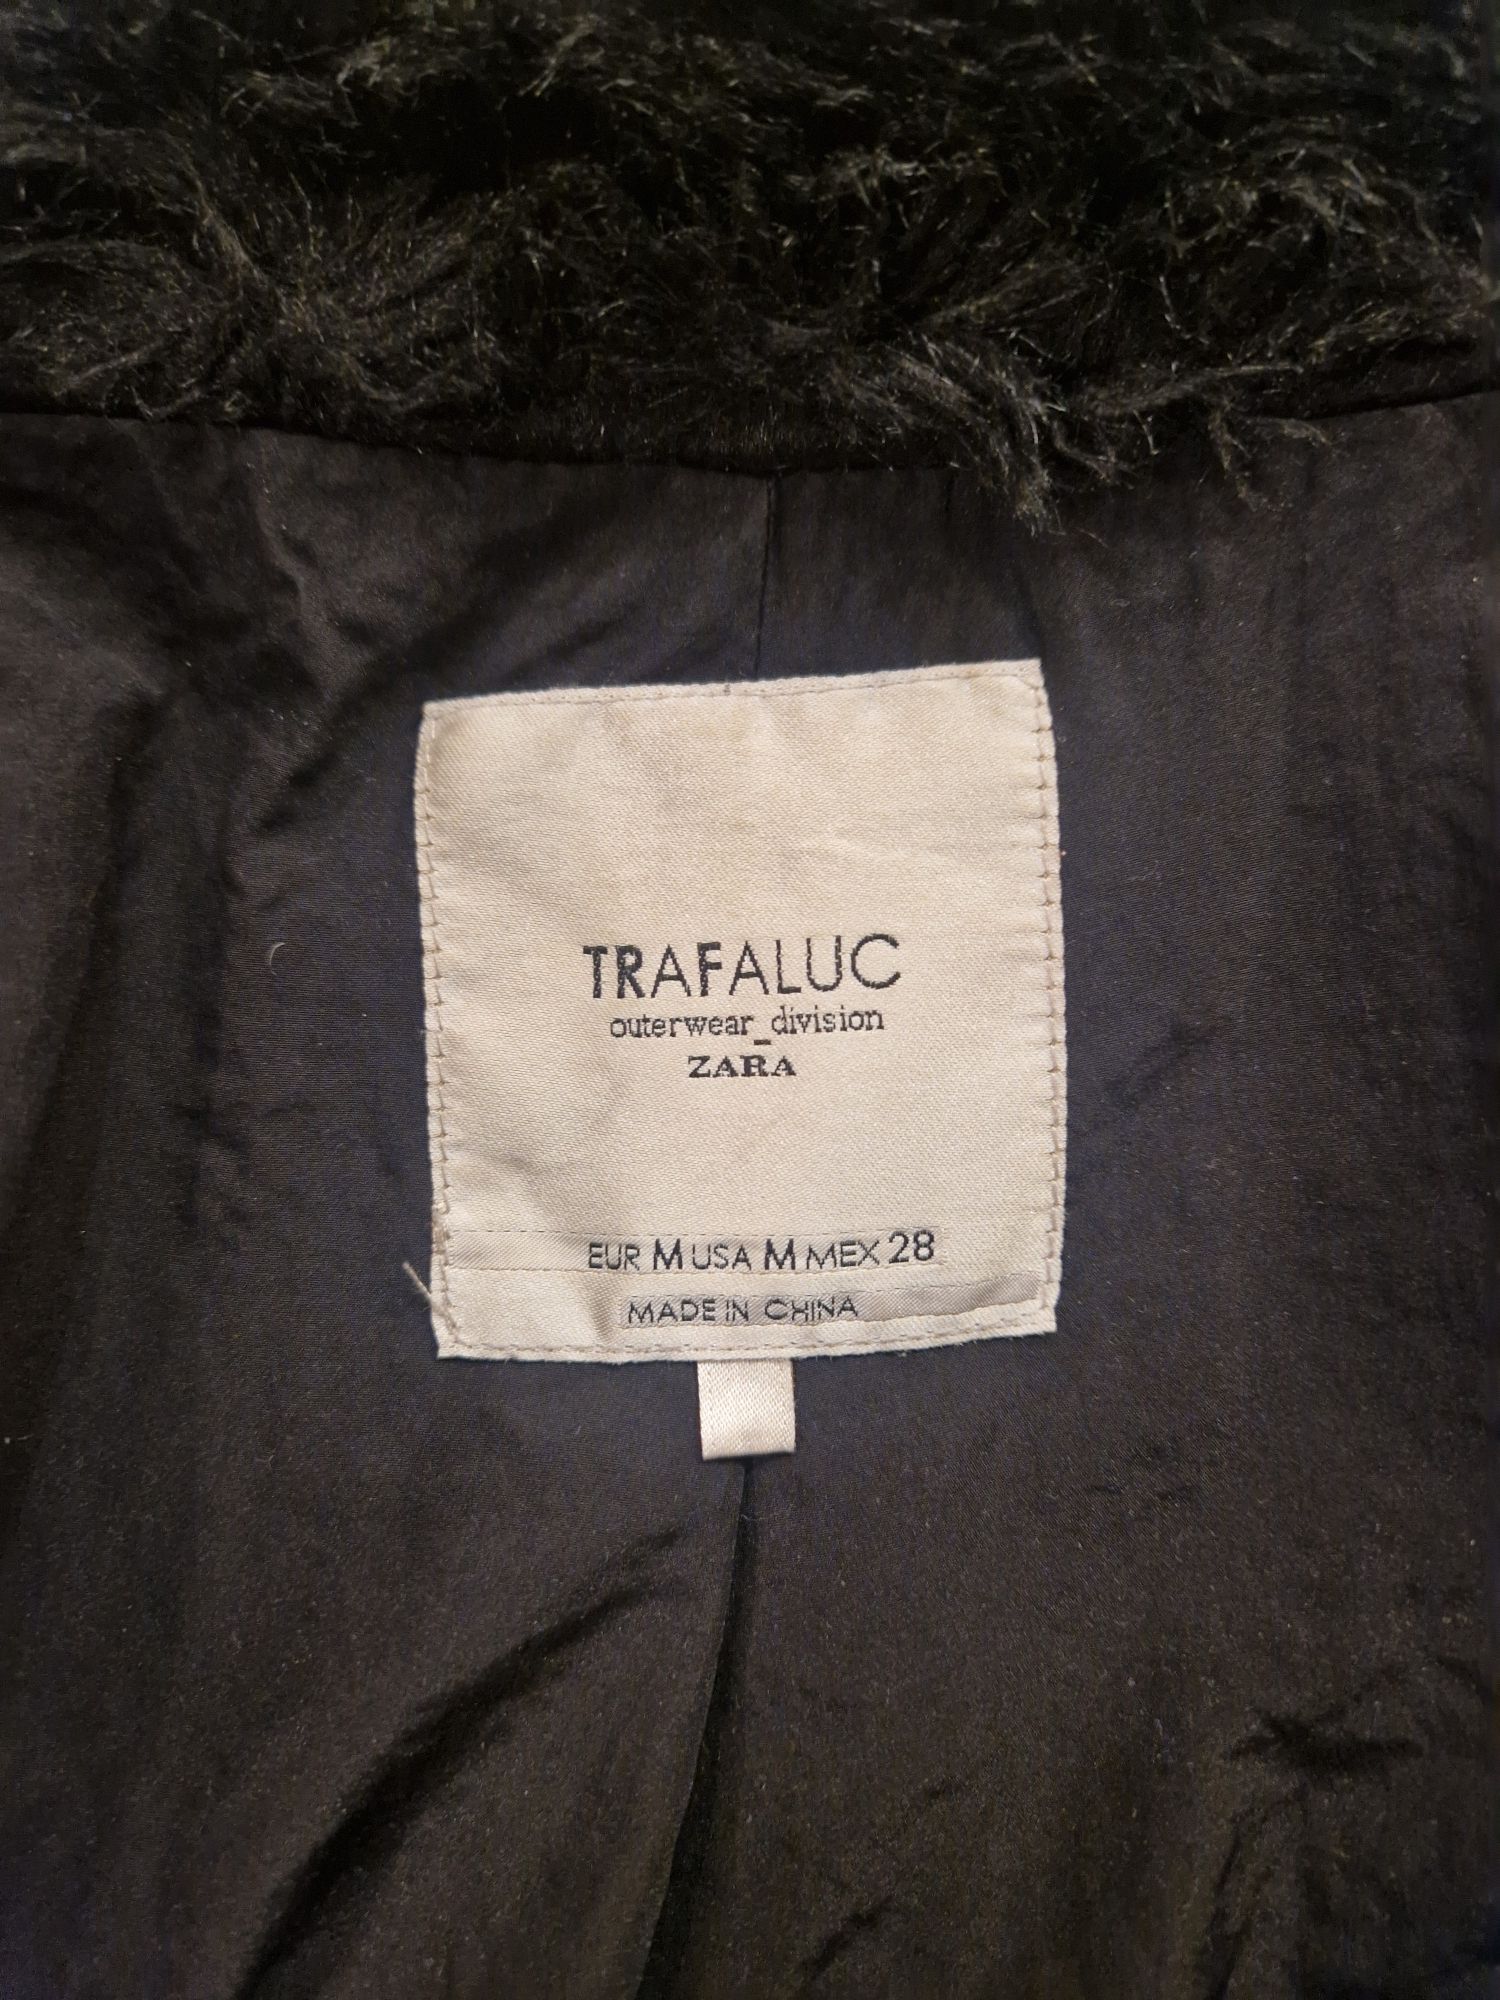 TRAFALUC
outerwear_division
ZARA
EUR M USA M MEX 28
MADE IN CHINA